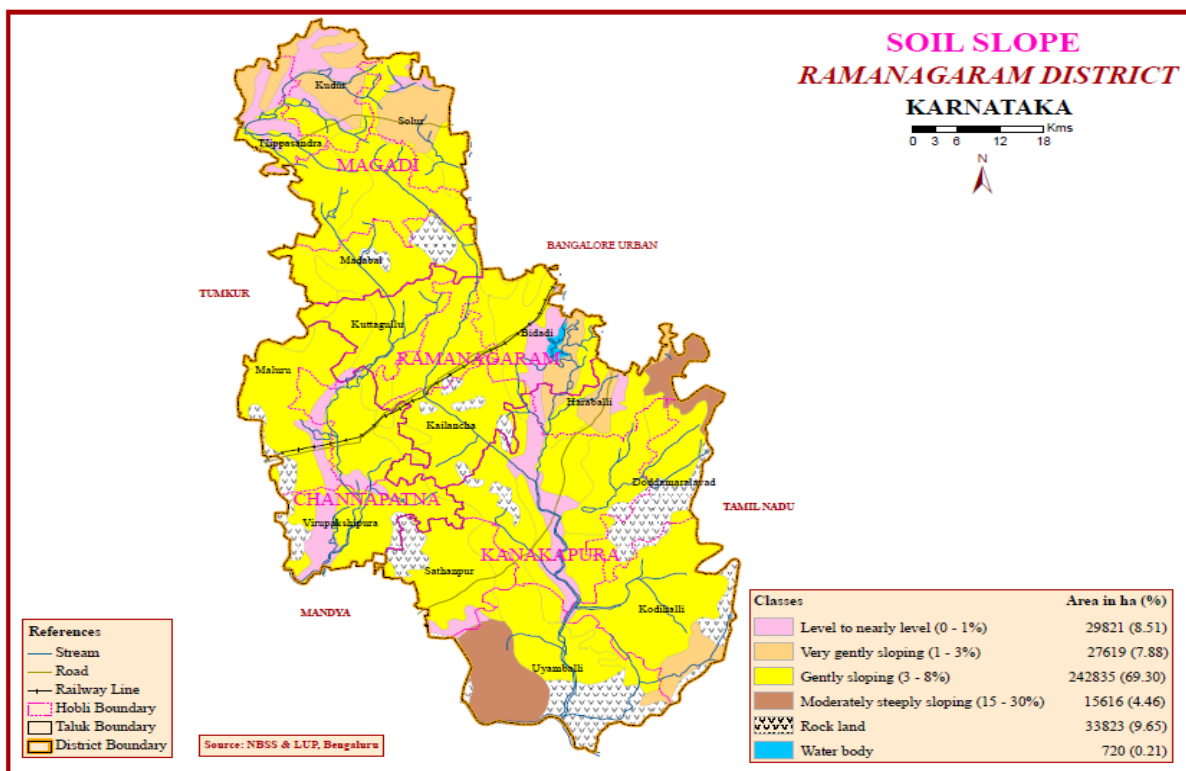 SOIL SLOPE
RAMANAGARAM DISTRICT
KARNATAKA
Kms
0 3 6 12 18
N
Kudur
Solur
Tlippasandra
MAGADI
BANGALORE URBAN
Madabal
TUMKUR
Kuttagullu
Bidadi
RAMANAGARAM
Maluru
Haraballi
Kailancha
Doddamaralavad
CHANNAPATNA
TAMIL NADU
Virupakshipura
KANAKAPURA
Sathanpur
MANDYA
Kodihalli
Uyamballi
References
Stream
Road
Railway Line
Hobli Boundary
Taluk Boundary
District Boundary
Source: NBSS & LUP, Bengaluru
Classes Area in ha (%)
Level to nearly level (0 - 1%) 29821 (8.51)
Very gently sloping (1 - 3%) 27619 (7.88)
Gently sloping (3 - 8%) 242835 (69.30)
Moderately steeply sloping (15 - 30%) 15616 (4.46)
Rock land 33823 (9.65)
Water body 720 (0.21)